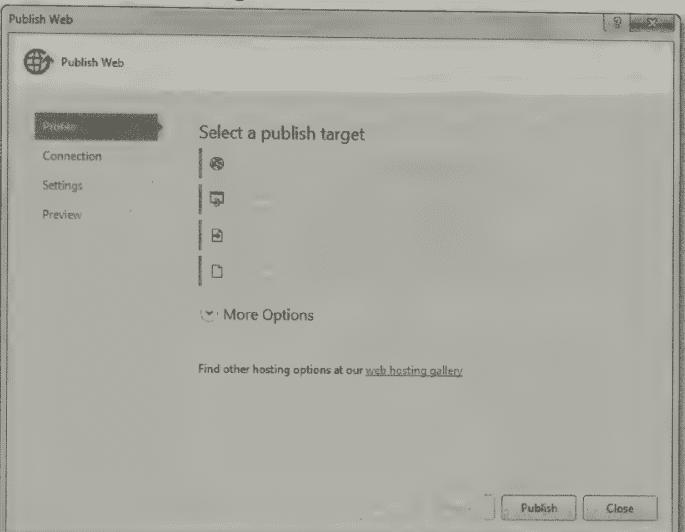 Publish Web
Publish Web
Profile
Connection
Settings
Preview
Select a publish target
More Options
Find other hosting options at our web hosting gallery
Publish
Close